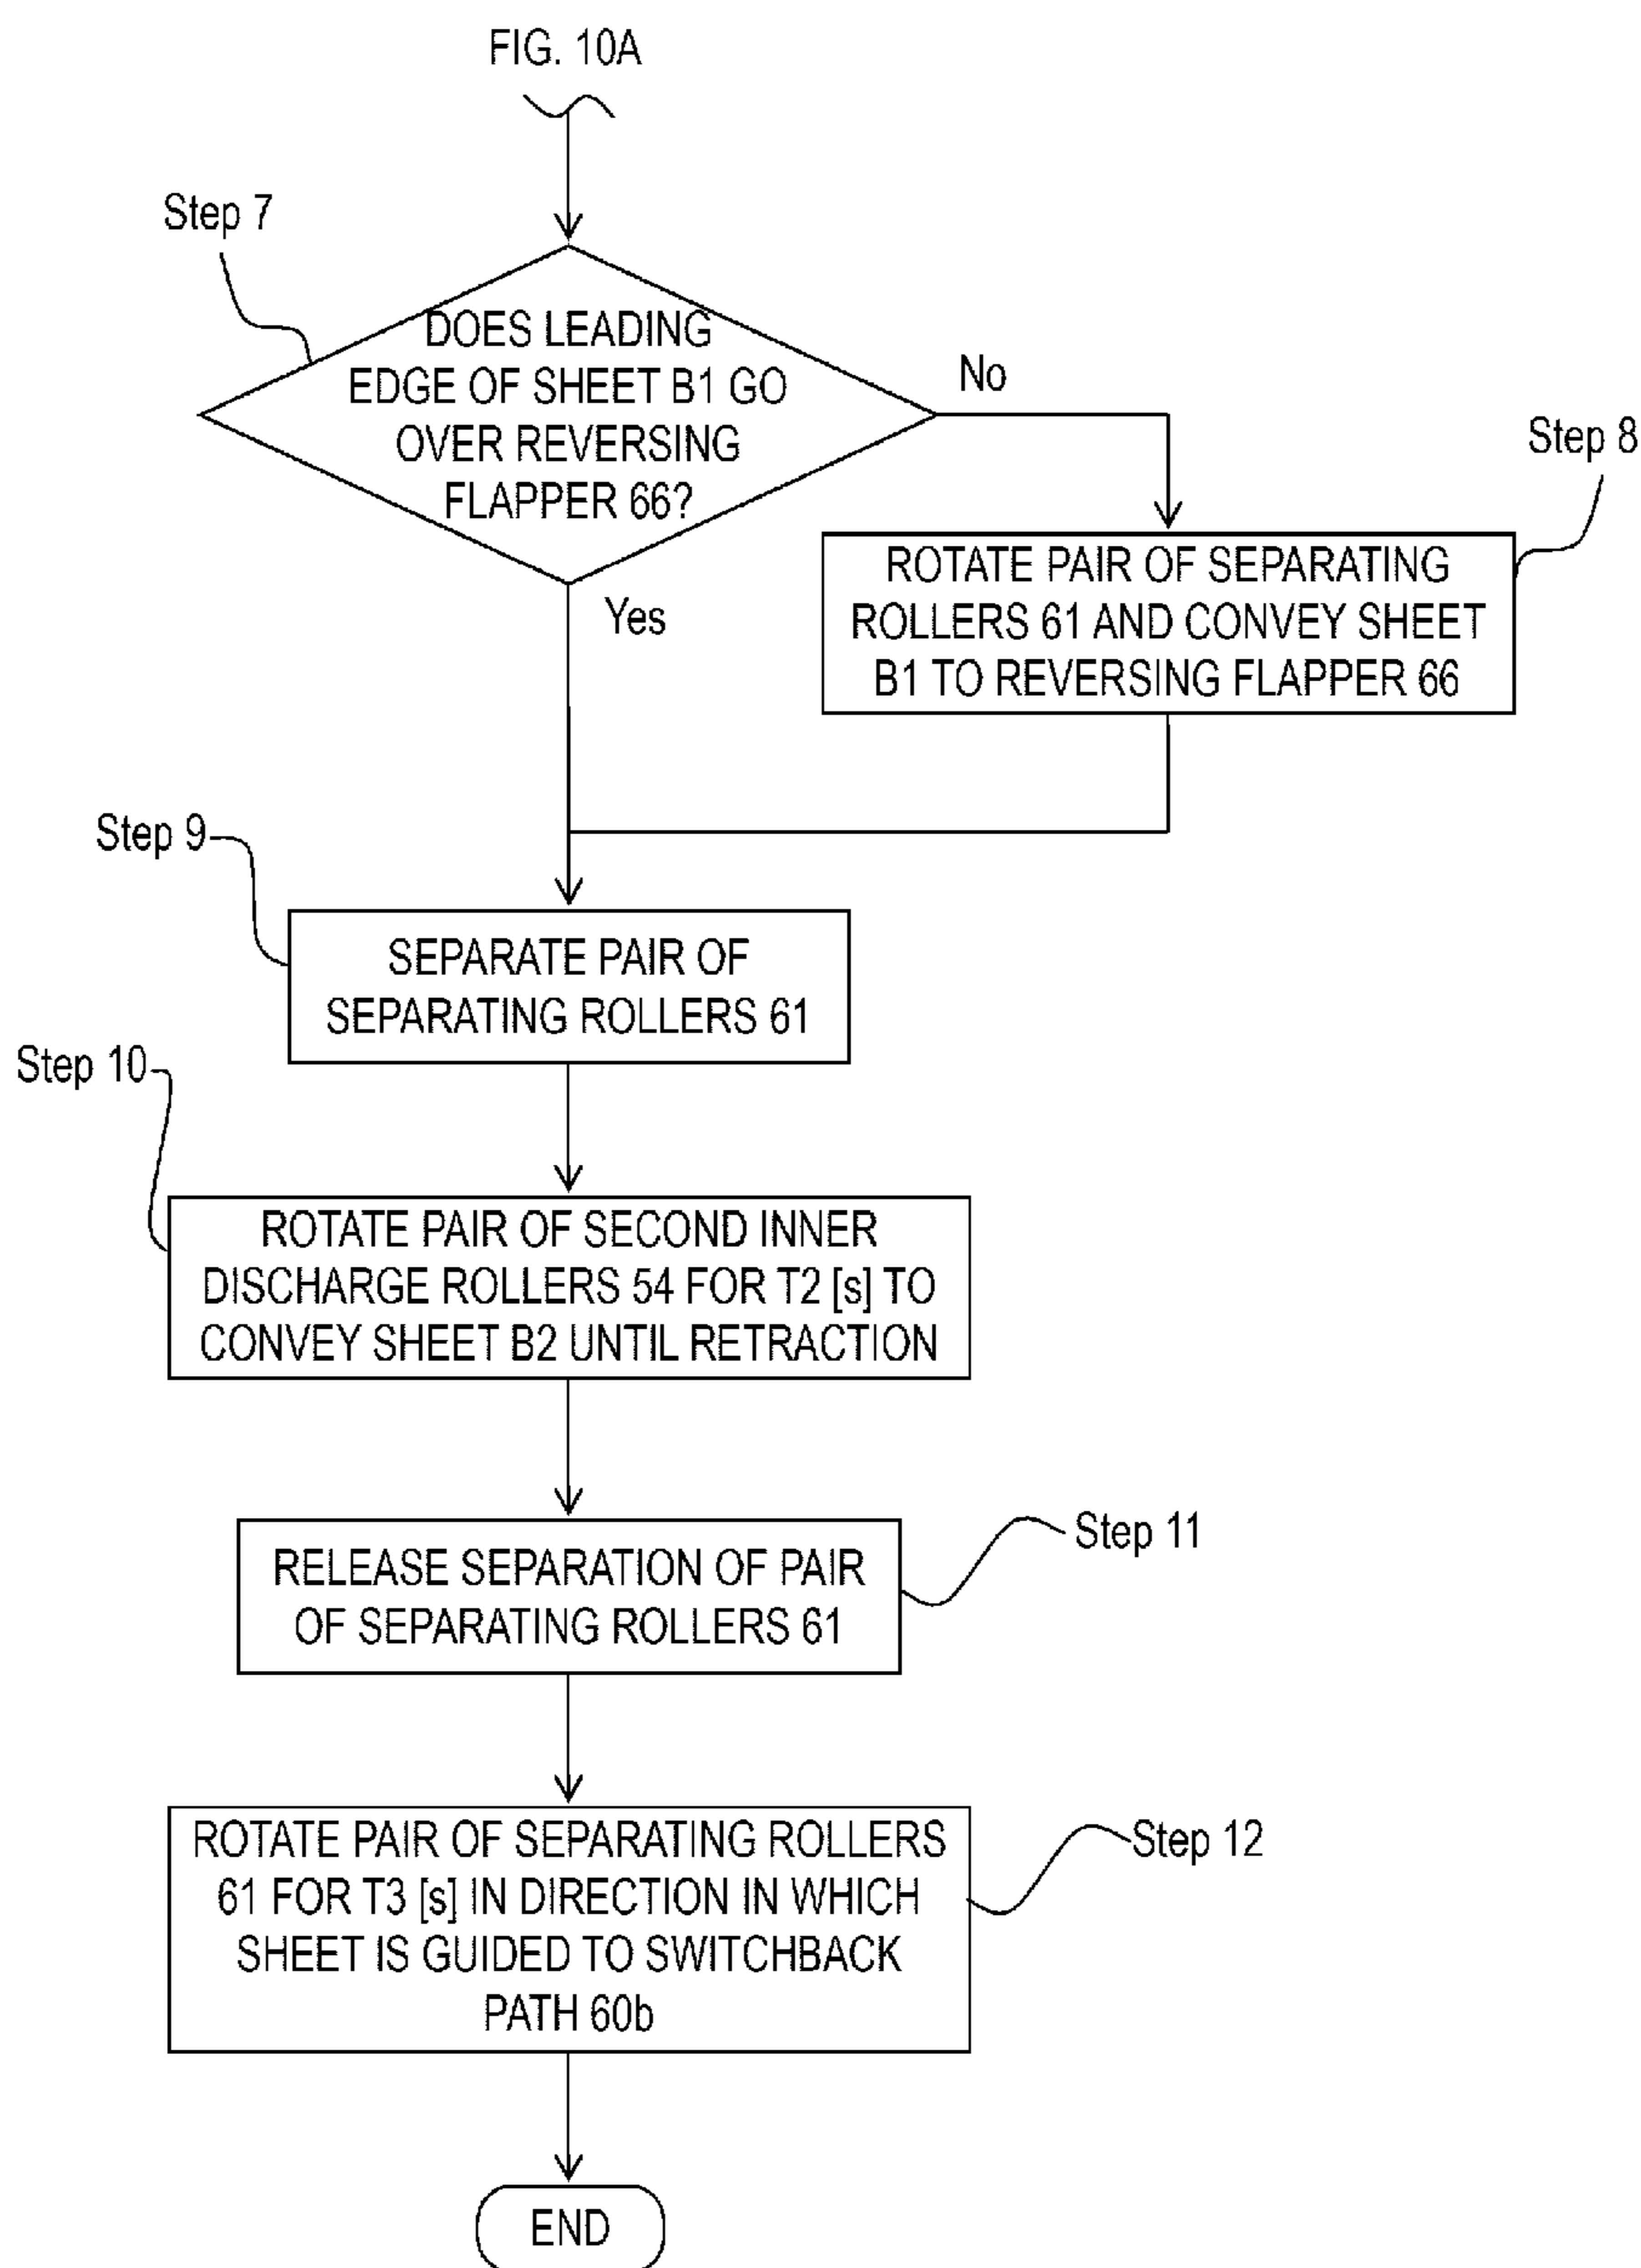 FIG. 10A
Step 7
DOES LEADING
EDGE OF SHEET B1 GO
OVER REVERSING
FLAPPER 66?
No
Yes
Step 8
ROTATE PAIR OF SEPARATING
ROLLERS 61 AND CONVEY SHEET
B1 TO REVERSING FLAPPER 66
Step 9
SEPARATE PAIR OF
SEPARATING ROLLERS 61
Step 10
ROTATE PAIR OF SECOND INNER
DISCHARGE ROLLERS 54 FOR T2 [s] TO
CONVEY SHEET B2 UNTIL RETRACTION
Step 11
RELEASE SEPARATION OF PAIR
OF SEPARATING ROLLERS 61
Step 12
ROTATE PAIR OF SEPARATING ROLLERS
61 FOR T3 [s] IN DIRECTION IN WHICH
SHEET IS GUIDED TO SWITCHBACK
PATH 60b
END